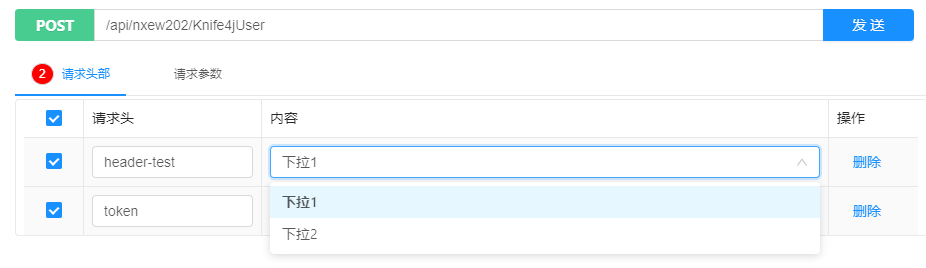 POST /api/nxew202/Knife4jUser 发 送
2 请求头部 请求参数
请求头 内容 操作
header-test 下拉1 删除
下拉1
token 删除
下拉2